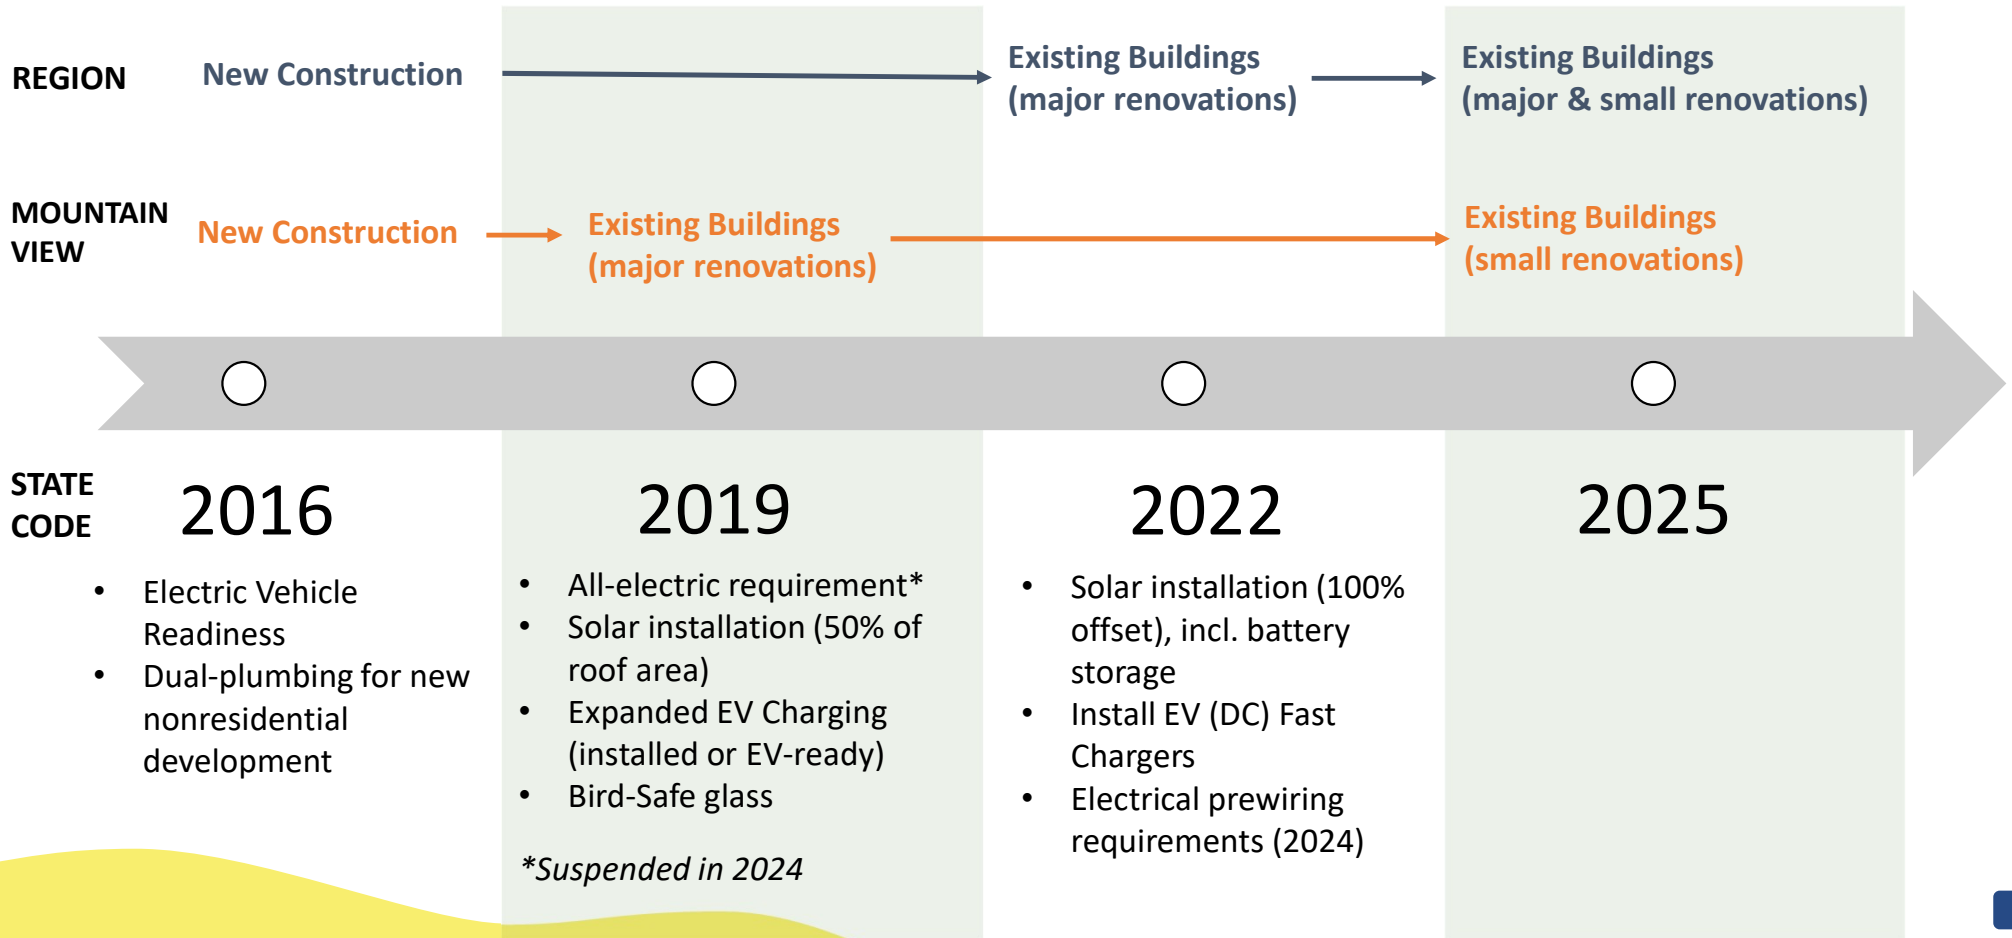 REGION
New Construction
Existing Buildings
(major renovations)
Existing Buildings
(major & small renovations)
MOUNTAIN
VIEW
New Construction
Existing Buildings
(major renovations)
Existing Buildings
(small renovations)
STATE
CODE
2016
2019
2022
2025
• Electric Vehicle
Readiness
• Dual-plumbing for new
nonresidential
development
• All-electric requirement*
• Solar installation (50% of
roof area)
• Expanded EV Charging
(installed or EV-ready)
• Bird-Safe glass
*Suspended in 2024
• Solar installation (100%
offset), incl. battery
storage
• Install EV (DC) Fast
Chargers
• Electrical prewiring
requirements (2024)